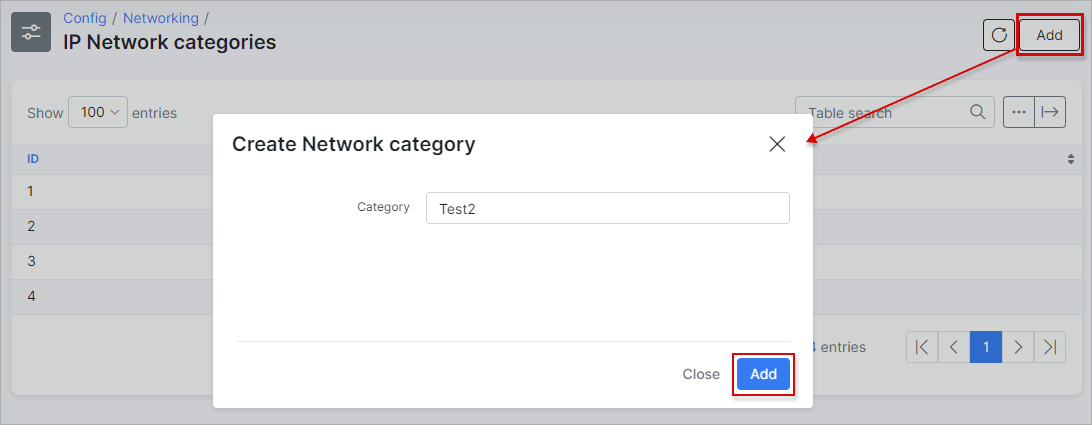 Config / Networking /
IP Network categories
Add
Show 100 entries
Table search
Create Network category
ID
1
Category Test2
2
3
4
4 entries
1
Close Add